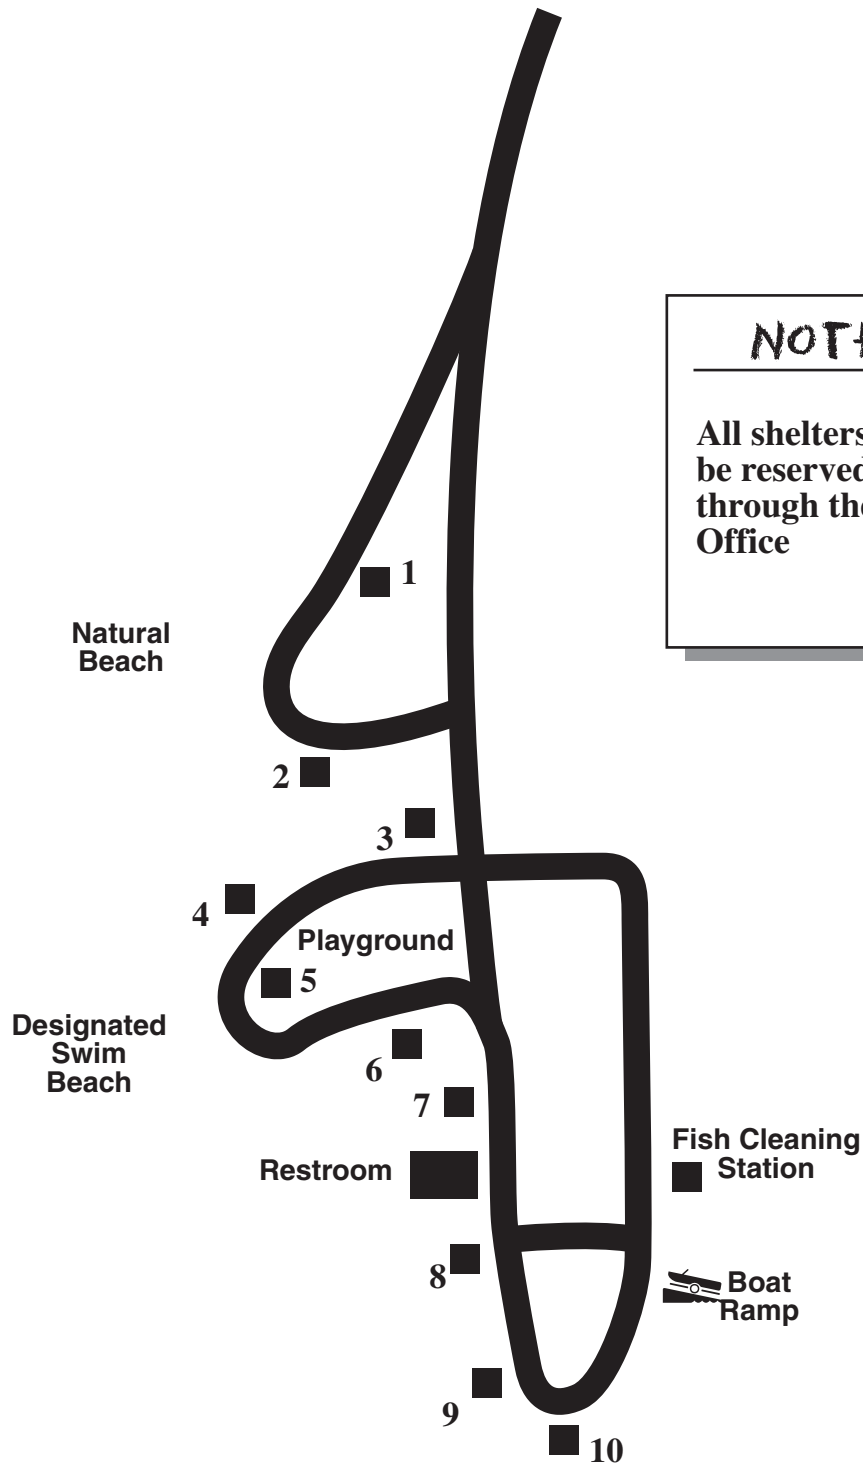 All shelters
be reserved
through the
Office
1
Natural
Beach
2
3
4
Playground
5
Designated
Swim
Beach
6
7
Fish Cleaning
Station
Restroom
8
Boat
Ramp
9
10